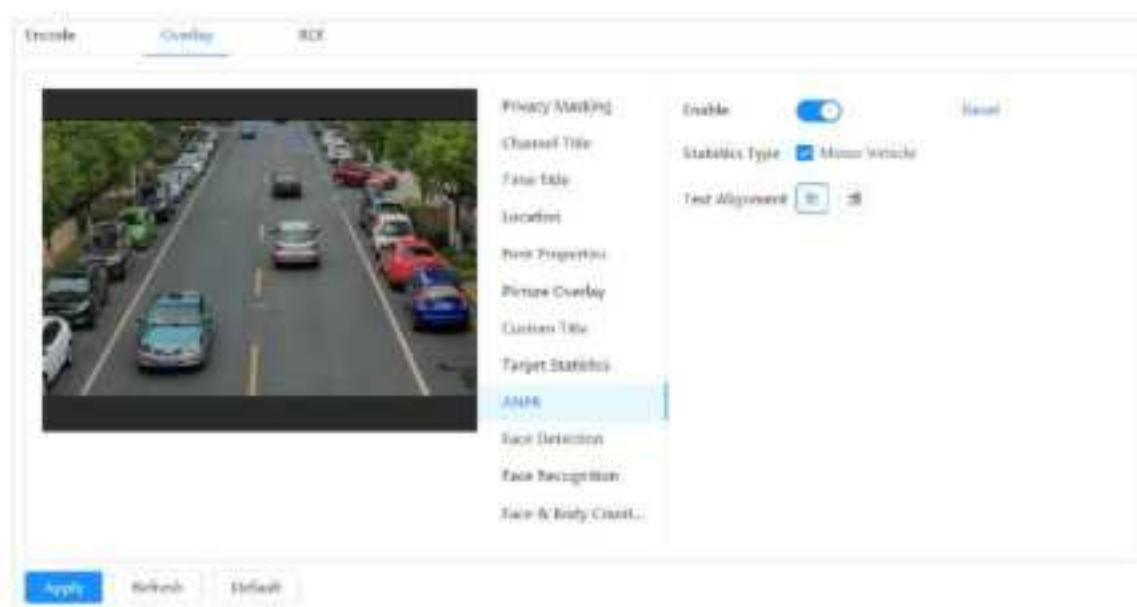 Encode
Overlay
ROI
Privacy Masking
Channel Title
Time Title
Location
Font Properties
Picture Overlay
Custom Title
Target Statistics
ANPR
Face Detection
Face Recognition
Face & Body Count...
Enable
Reset
Statistics Type
Motor Vehicle
Text Alignment
Apply
Refresh
Default